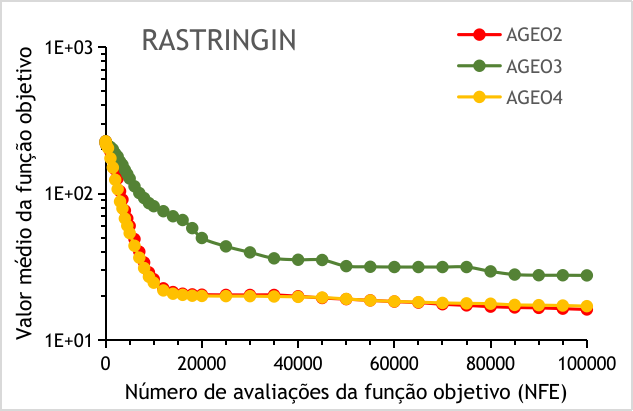 RASTRINGIN
AGEO2
AGEO3
AGEO4
Valor médio da função objetivo
1E+03
1E+02
1E+01
0 20000 40000 60000 80000 100000
Número de avaliações da função objetivo (NFE)